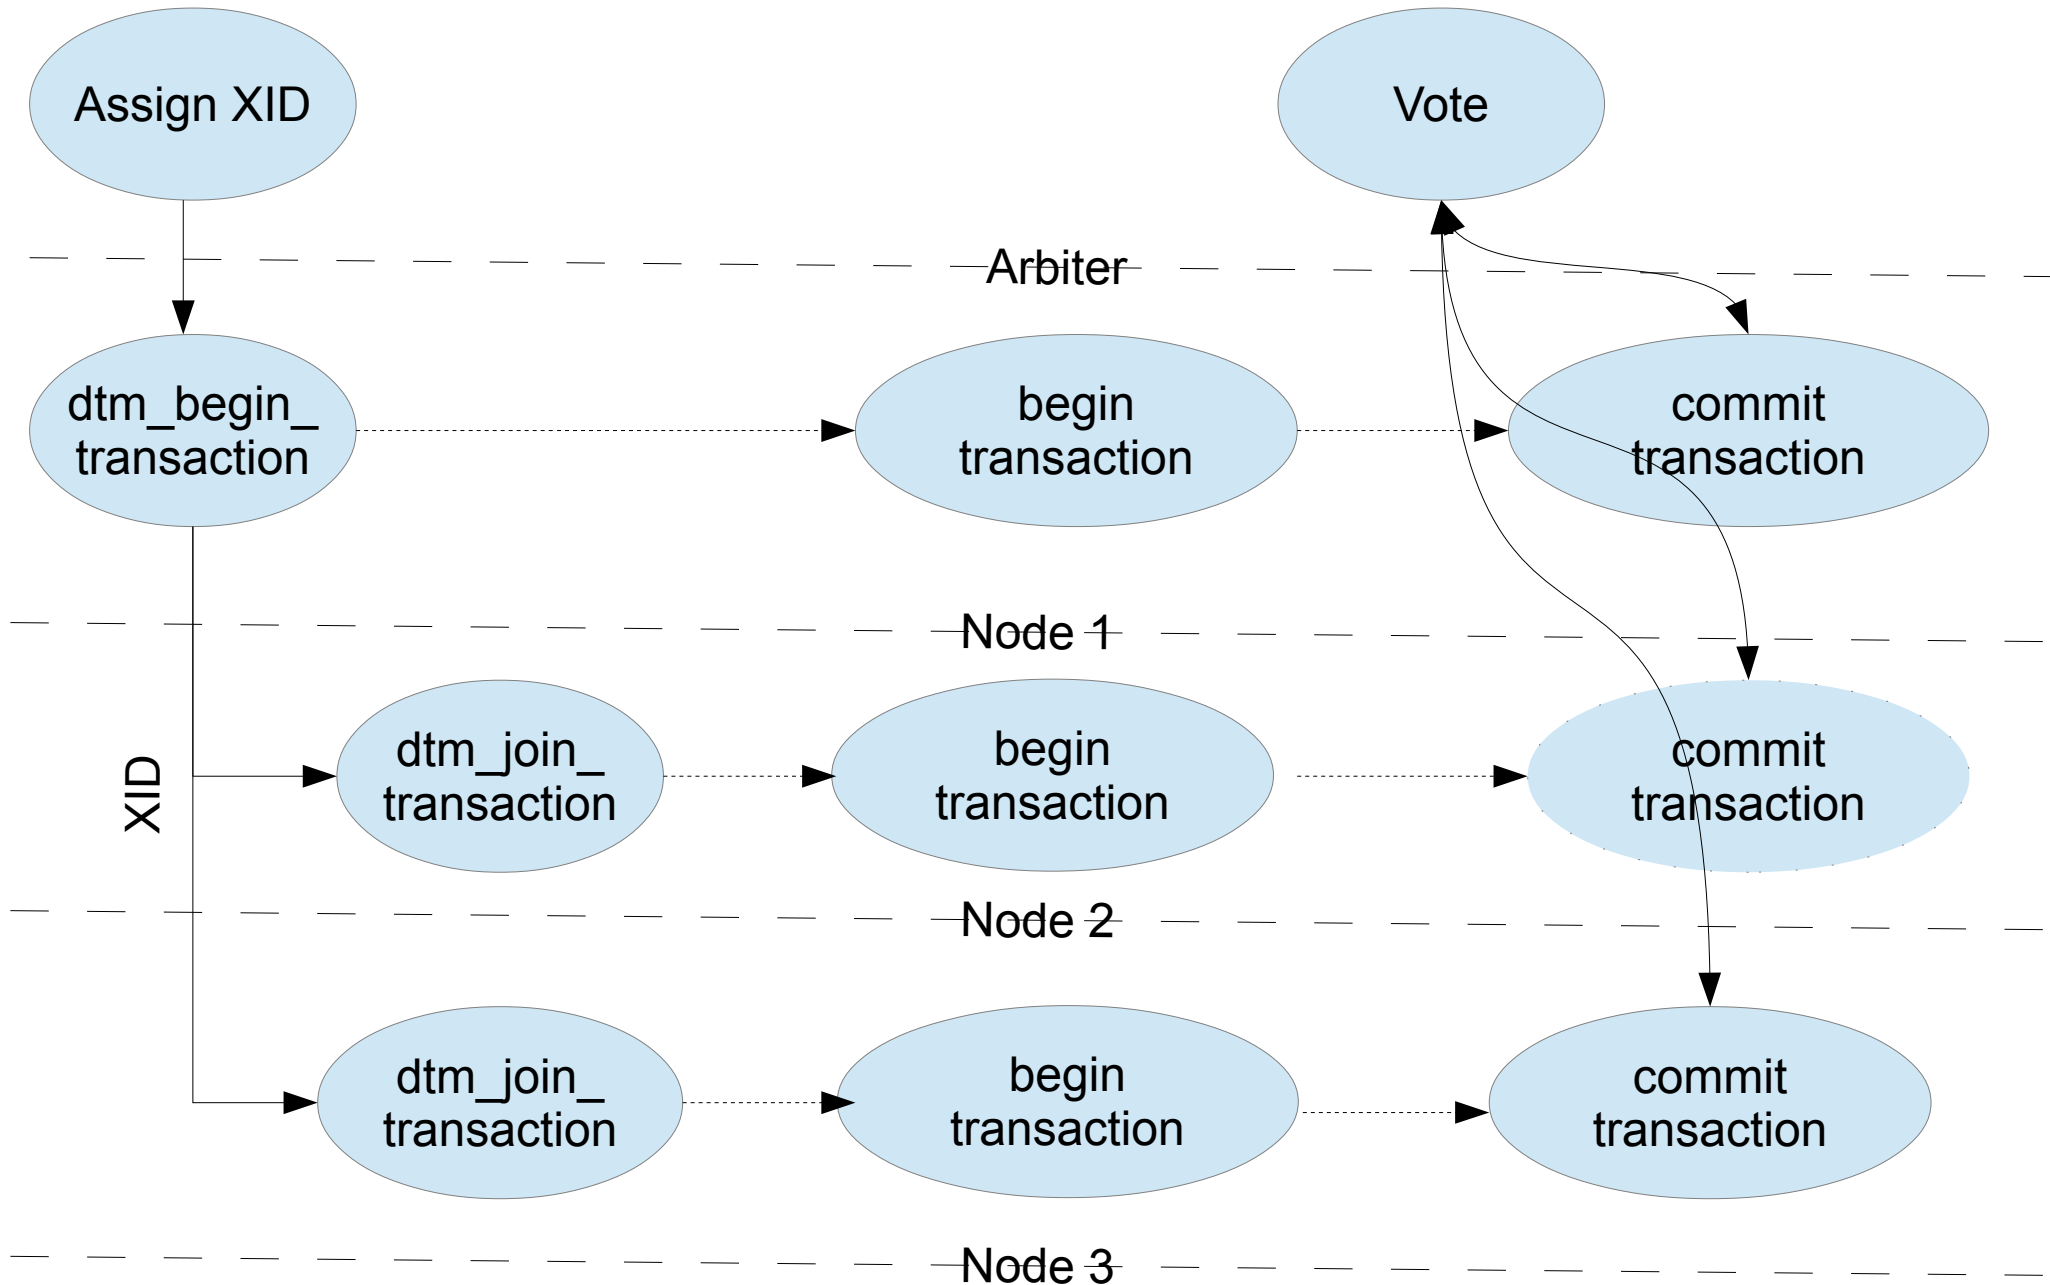 Assign XID
Vote
Arbiter
dtm_begin_
transaction
begin
transaction
commit
transaction
Node 1
XID
dtm_join_
transaction
begin
transaction
commit
transaction
Node 2
dtm_join_
transaction
begin
transaction
commit
transaction
Node 3